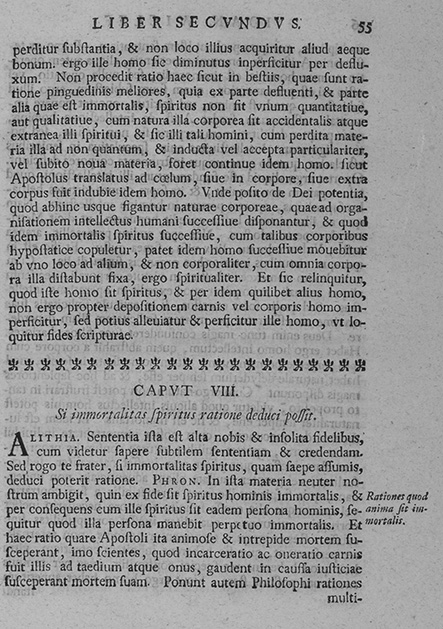 LIBER SECVNDVS. 55
perditur ſubſtantia, & non loco illius acquiritur aliud aeque
bonum. ergo ille homo ſic diminutus inperficitur per defluxum.
Non procedit ratio haec ſicut in beſtiis, quae ſunt ratione
pinguedinis meliores, quia ex parte defluenti, & parte
alia quae eſt immortalis, ſpiritus non fit vnum quantitatiue,
aut qualitatiue, cum natura illa corporea ſit accidentalis atque
extranea illi ſpiritui, & ſic illi tali homini, cum perdita materia
illa ad non quantum, & inducta vel accepta particulariter,
vel ſubito noua materia, foret continue idem homo. ſicut
Apoſtolus translatus ad cœlum, ſiue in corpore, ſiue extra
corpus fuit indubie idem homo. Vnde poſito de Dei potentia,
quod abhinc usque figantur naturae corporeae, quae ad organiſationem
intellectus humani ſucceſſiue disponantur, & quod
idem immortalis ſpiritus ſucceſſiue, cum talibus corporibus
hypoſtatice copuletur, patet idem homo ſucceſſiue mouebitur
ab vno loco ad alium, & non corporaliter, cum omnia corpora
illa diſtabunt fixa, ergo ſpiritualiter. Et ſic relinquitur,
quod iſte homo ſit ſpiritus, & per idem quilibet alius homo,
non ergo propter depoſitionem carnis vel corporis homo imperficitur,
ſed potius alleuiatur & perficitur ille homo, vt loquitur
fides ſcripturae.
CAPVT VIII.
Si immortalitas ſpiritus ratione deduci poſſit.
ALITHIA. Sententia iſta eſt alta nobis & inſolita fidelibus,
cum videtur ſapere ſubtilem ſententiam & credendam.
Sed rogo te frater, ſi immortalitas ſpiritus, quam ſaepe aſſumis,
deduci poterit ratione. PHRON. In iſta materia neuter noſtrum
ambigit, quin ex fide ſit ſpiritus hominis immortalis, &
per conſequens cum ille ſpiritus ſit eadem perſona hominis, ſequitur
quod illa perſona manebit perpetuo immortalis. Et
haec ratio quare Apoſtoli ita animoſe & intrepide mortem ſuſceperant,
imo ſcientes, quod incarceratio ac oneratio carnis
fuit illis ad taedium atque onus, gaudent in cauſſa iuſticiae
ſusceperant mortem ſuam. Ponunt autem Philoſophi rationes
multi-
Rationes quod
anima ſit immortalis.